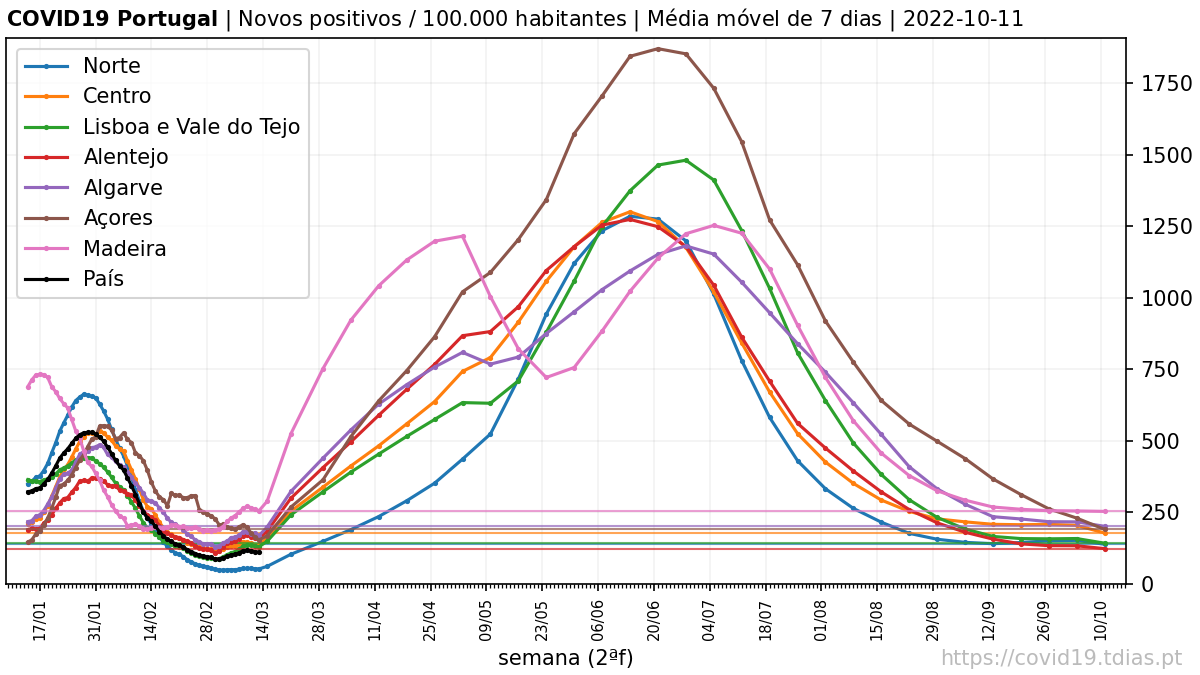 COVID19 Portugal | Novos positivos / 100.000 habitantes | Média móvel de 7 dias | 2022-10-11
Norte
Centro
Lisboa e Vale do Tejo
Alentejo
Algarve
Açores
Madeira
País
1750
1500
1250
1000
750
500
250
0
17/01
31/01
14/02
28/02
14/03
28/03
11/04
25/04
09/05
23/05
06/06
20/06
04/07
18/07
01/08
15/08
29/08
12/09
26/09
10/10
semana (2ªf)
https://covid19.tdias.pt